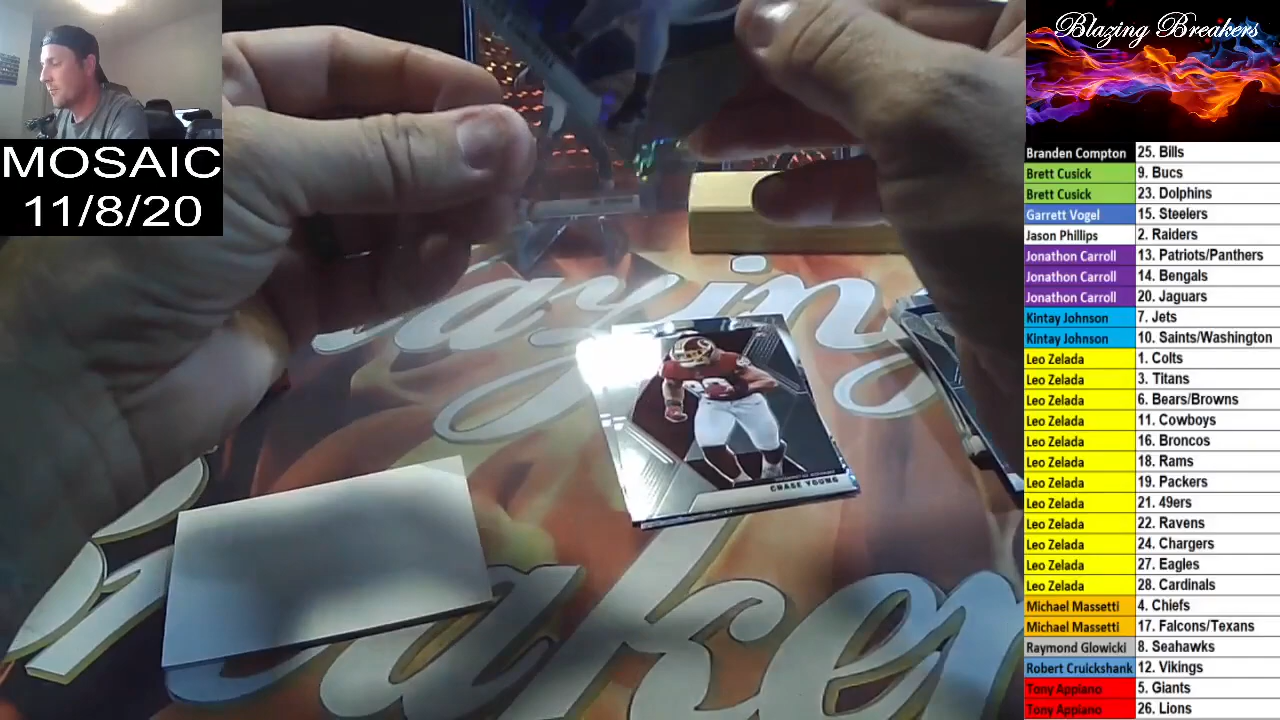 MOSAIC
11/8/20
Blazing Breakers
Branden Compton 25. Bills
Brett Cusick 9. Bucs
Brett Cusick 23. Dolphins
Garrett Vogel 15. Steelers
Jason Phillips 2. Raiders
Jonathon Carroll 13. Patriots/Panthers
Jonathon Carroll 14. Bengals
Jonathon Carroll 20. Jaguars
Kintay Johnson 7. Jets
Kintay Johnson 10. Saints/Washington
Leo Zelada 1. Colts
Leo Zelada 3. Titans
Leo Zelada 6. Bears/Browns
Leo Zelada 11. Cowboys
Leo Zelada 16. Broncos
Leo Zelada 18. Rams
Leo Zelada 19. Packers
Leo Zelada 21. 49ers
Leo Zelada 22. Ravens
Leo Zelada 24. Chargers
Leo Zelada 27. Eagles
Leo Zelada 28. Cardinals
Michael Massetti 4. Chiefs
Michael Massetti 17. Falcons/Texans
Raymond Glowicki 8. Seahawks
Robert Cruickshank 12. Vikings
Tony Appiano 5. Giants
Tony Appiano 26. Lions
CHASE YOUNG